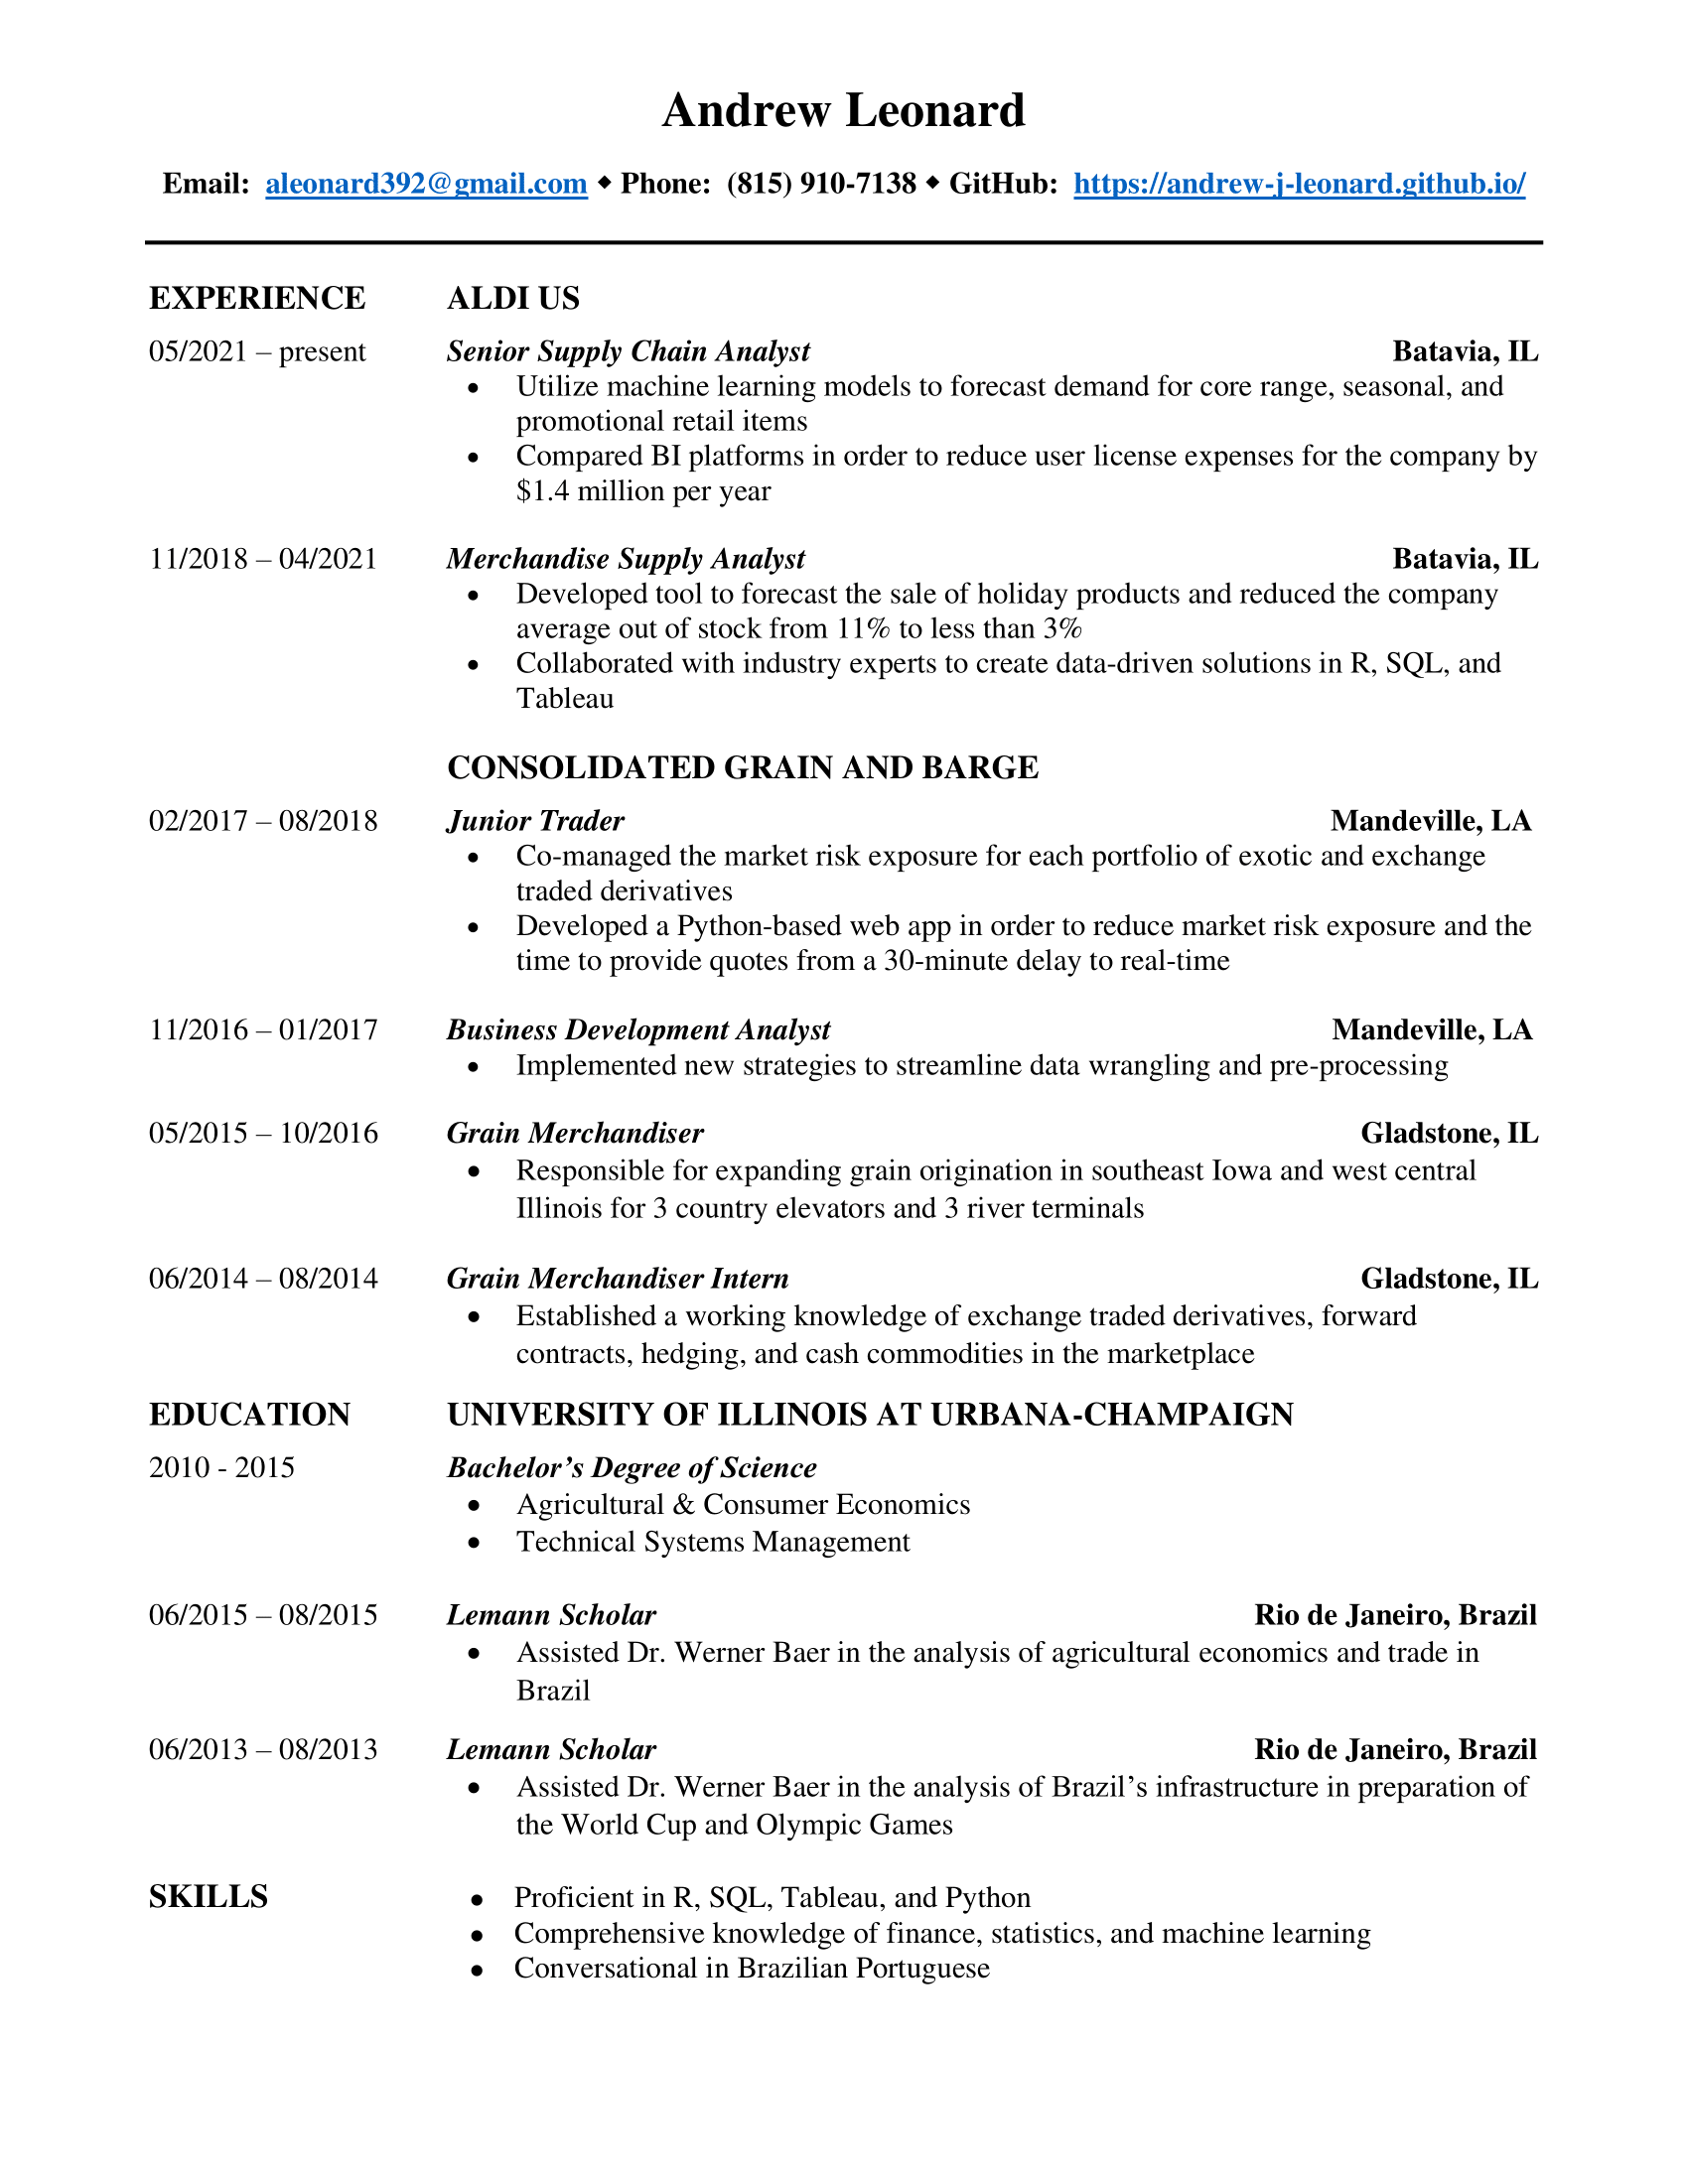 Andrew Leonard
Email: aleonard392@gmail.com ◆ Phone: (815) 910-7138 ◆ GitHub: https://andrew-j-leonard.github.io/
EXPERIENCE ALDI US
05/2021 – present Senior Supply Chain Analyst Batavia, IL
• Utilize machine learning models to forecast demand for core range, seasonal, and
promotional retail items
• Compared BI platforms in order to reduce user license expenses for the company by
$1.4 million per year
11/2018 – 04/2021 Merchandise Supply Analyst Batavia, IL
• Developed tool to forecast the sale of holiday products and reduced the company
average out of stock from 11% to less than 3%
• Collaborated with industry experts to create data-driven solutions in R, SQL, and
Tableau
CONSOLIDATED GRAIN AND BARGE
02/2017 – 08/2018 Junior Trader Mandeville, LA
• Co-managed the market risk exposure for each portfolio of exotic and exchange
traded derivatives
• Developed a Python-based web app in order to reduce market risk exposure and the
time to provide quotes from a 30-minute delay to real-time
11/2016 – 01/2017 Business Development Analyst Mandeville, LA
• Implemented new strategies to streamline data wrangling and pre-processing
05/2015 – 10/2016 Grain Merchandiser Gladstone, IL
• Responsible for expanding grain origination in southeast Iowa and west central
Illinois for 3 country elevators and 3 river terminals
06/2014 – 08/2014 Grain Merchandiser Intern Gladstone, IL
• Established a working knowledge of exchange traded derivatives, forward
contracts, hedging, and cash commodities in the marketplace
EDUCATION UNIVERSITY OF ILLINOIS AT URBANA-CHAMPAIGN
2010 - 2015 Bachelor’s Degree of Science
• Agricultural & Consumer Economics
• Technical Systems Management
06/2015 – 08/2015 Lemann Scholar Rio de Janeiro, Brazil
• Assisted Dr. Werner Baer in the analysis of agricultural economics and trade in
Brazil
06/2013 – 08/2013 Lemann Scholar Rio de Janeiro, Brazil
• Assisted Dr. Werner Baer in the analysis of Brazil’s infrastructure in preparation of
the World Cup and Olympic Games
SKILLS • Proficient in R, SQL, Tableau, and Python
• Comprehensive knowledge of finance, statistics, and machine learning
• Conversational in Brazilian Portuguese